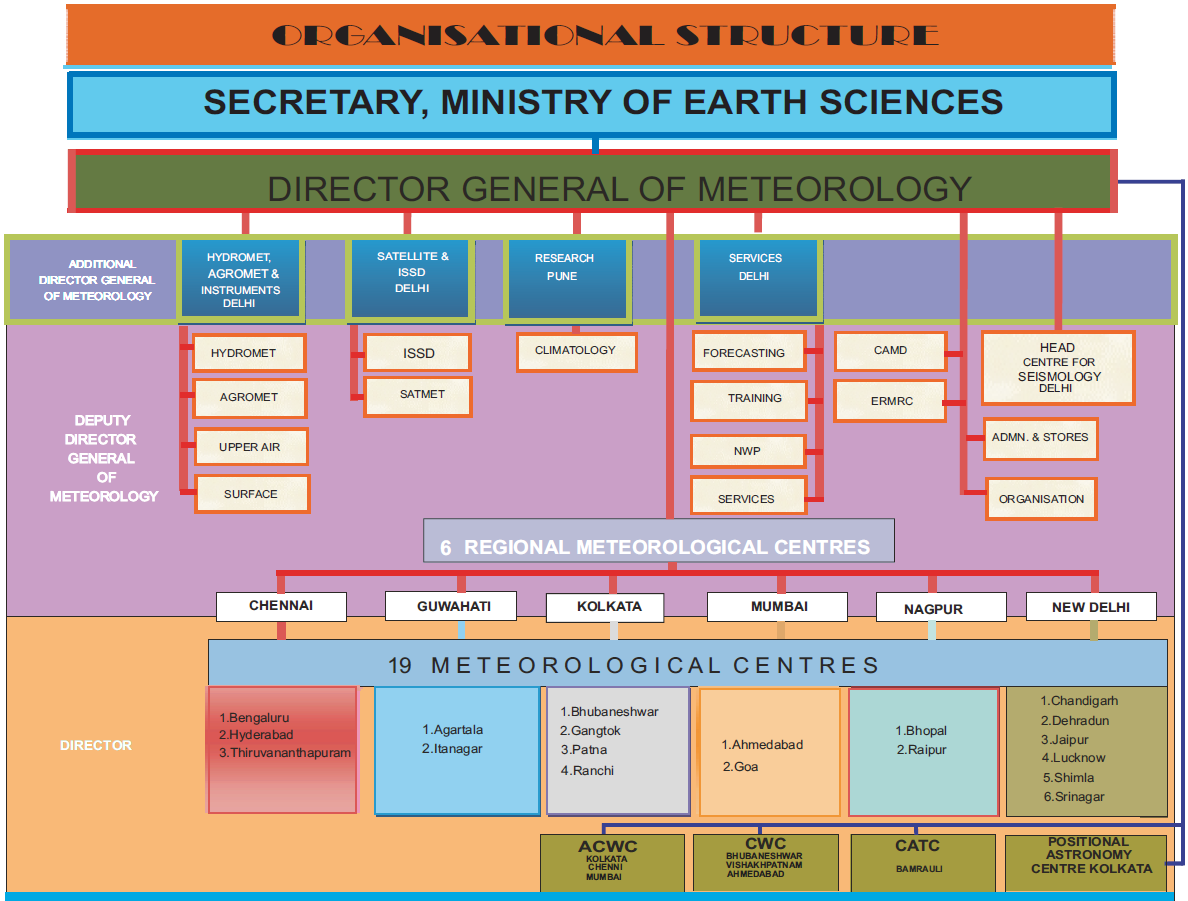 ORGANISATIONAL STRUCTURE
SECRETARY, MINISTRY OF EARTH SCIENCES
DIRECTOR GENERAL OF METEOROLOGY
ADDITIONAL
DIRECTOR GENERAL
OF METEOROLOGY
HYDROMET,
AGROMET &
INSTRUMENTS
DELHI
SATELLITE &
ISSD
DELHI
RESEARCH
PUNE
SERVICES
DELHI
DEPUTY
DIRECTOR
GENERAL
OF
METEOROLOGY
HYDROMET
AGROMET
UPPER AIR
SURFACE
ISSD
SATMET
CLIMATOLOGY
FORECASTING
TRAINING
NWP
SERVICES
CAMD
ERMRC
HEAD
CENTRE FOR
SEISMOLOGY
DELHI
ADMN. & STORES
ORGANISATION
6 REGIONAL METEOROLOGICAL CENTRES
CHENNAI
GUWAHATI
KOLKATA
MUMBAI
NAGPUR
NEW DELHI
19 METEOROLOGICAL CENTRES
DIRECTOR
1.Bengaluru
2.Hyderabad
3.Thiruvananthapuram
1.Agartala
2.Itanagar
1.Bhubaneshwar
2.Gangtok
3.Patna
4.Ranchi
1.Ahmedabad
2.Goa
1.Bhopal
2.Raipur
1.Chandigarh
2.Dehradun
3.Jaipur
4.Lucknow
5.Shimla
6.Srinagar
ACWC
KOLKATA
CHENNI
MUMBAI
CWC
BHUBANESHWAR
VISHAKHPATNAM
AHMEDABAD
CATC
BAMRAULI
POSITIONAL
ASTRONOMY
CENTRE KOLKATA